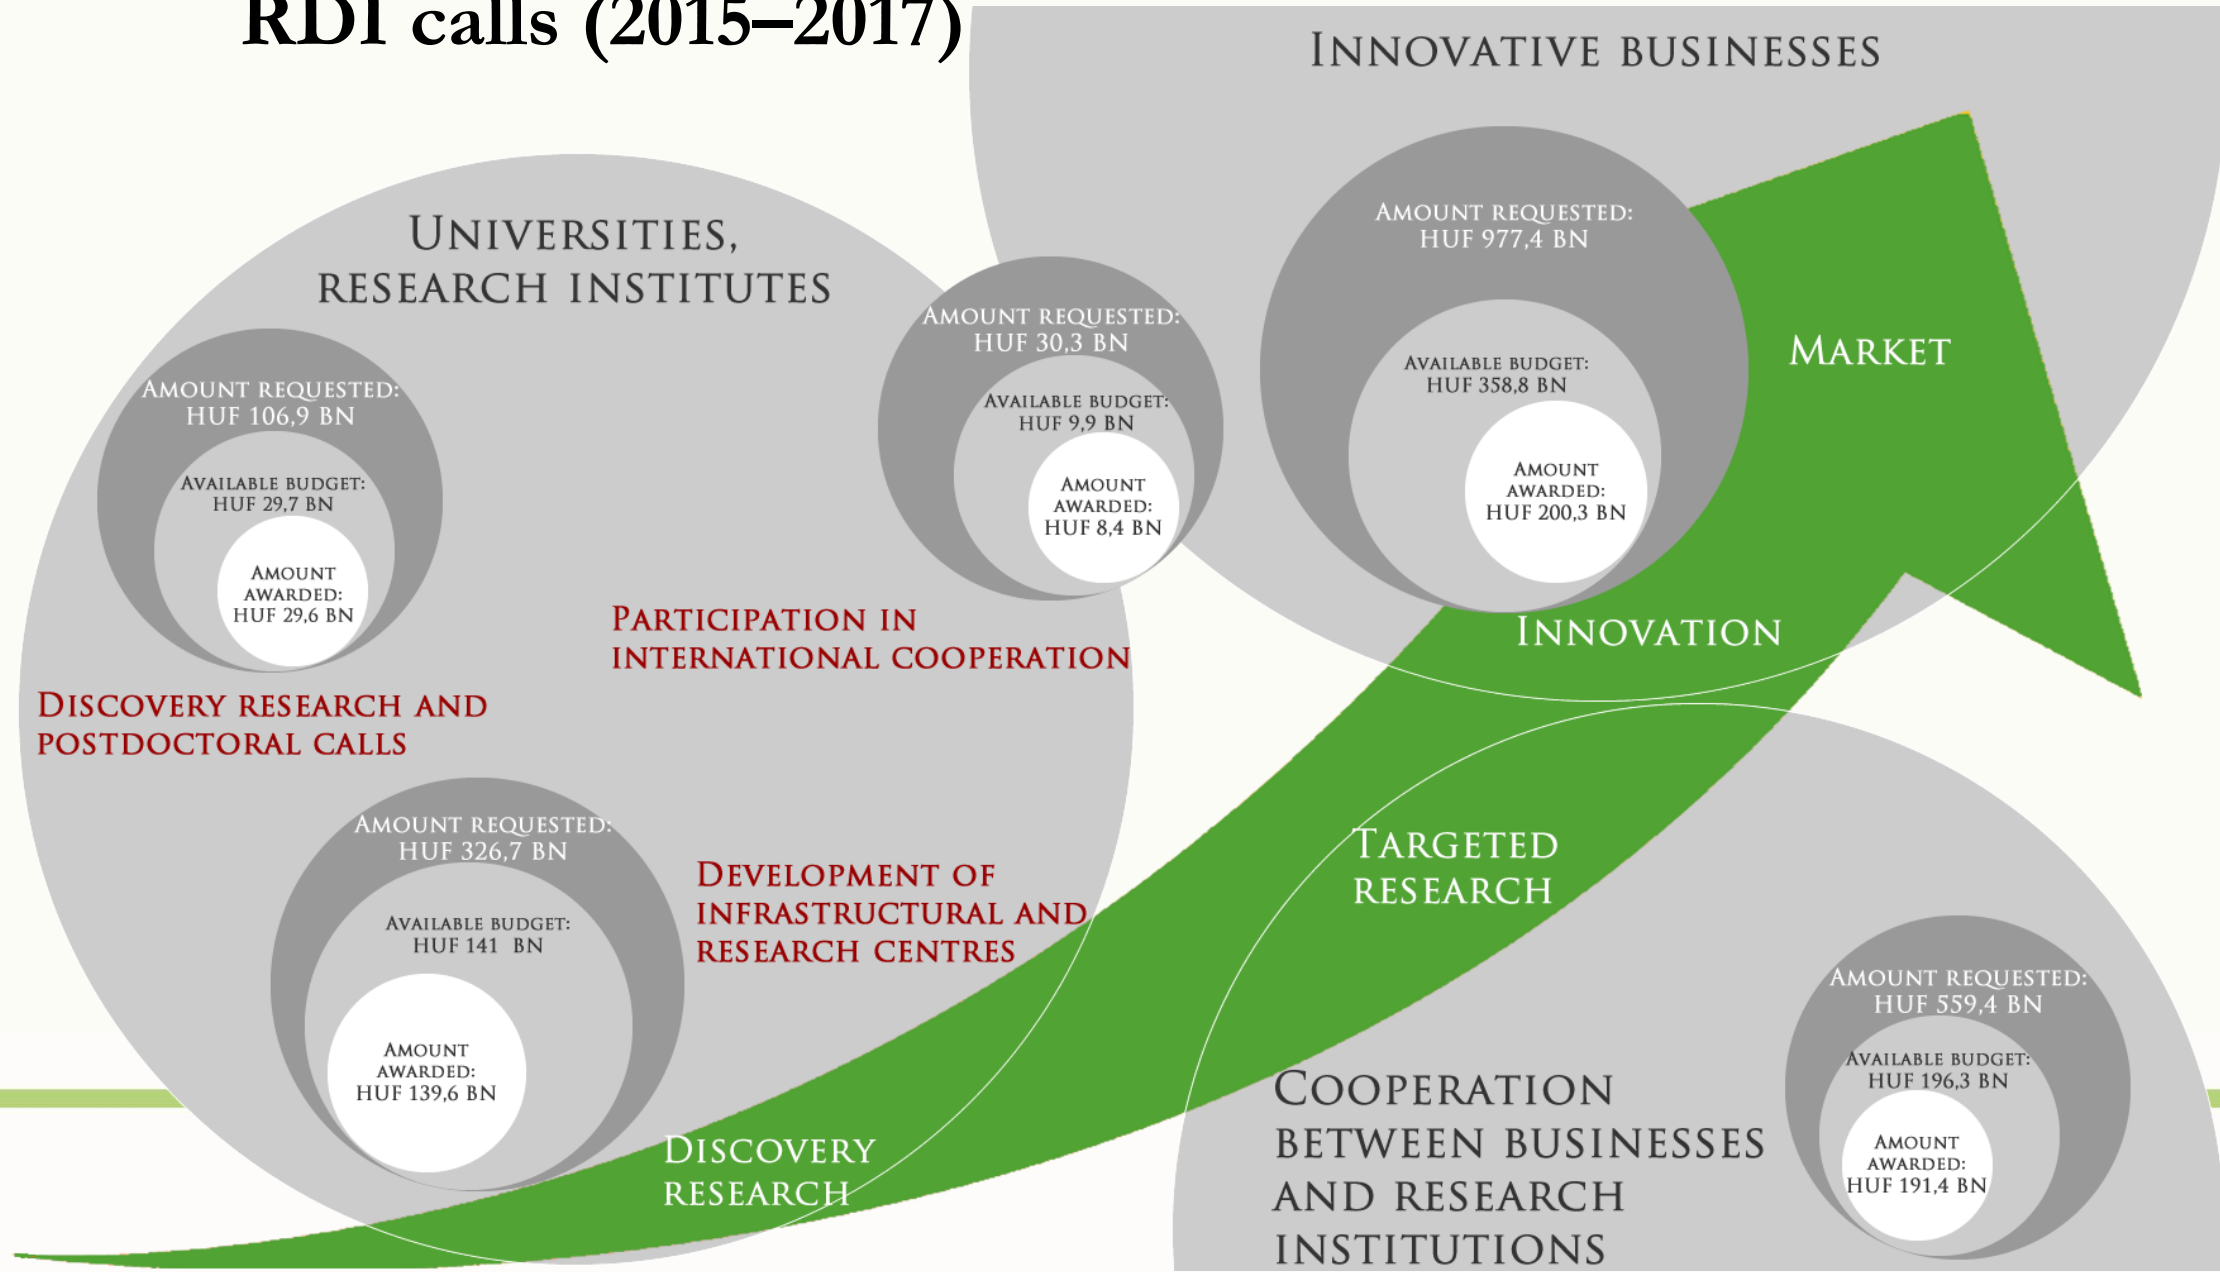 RDI calls (2015–2017)
Innovative businesses
Universities,
research institutes
Amount requested:
HUF 106,9 bn
Available budget:
HUF 29,7 bn
Amount
awarded:
HUF 29,6 bn
Discovery research and
postdoctoral calls
Amount requested:
HUF 30,3 bn
Available budget:
HUF 9,9 bn
Amount
awarded:
HUF 8,4 bn
Participation in
international cooperation
Amount requested:
HUF 977,4 bn
Available budget:
HUF 358,8 bn
Amount
awarded:
HUF 200,3 bn
Market
Innovation
Amount requested:
HUF 326,7 bn
Available budget:
HUF 141 bn
Amount
awarded:
HUF 139,6 bn
Development of
infrastructural and
research centres
Discovery
research
Targeted
research
Cooperation
between businesses
and research
institutions
Amount requested:
HUF 559,4 bn
Available budget:
HUF 196,3 bn
Amount
awarded:
HUF 191,4 bn